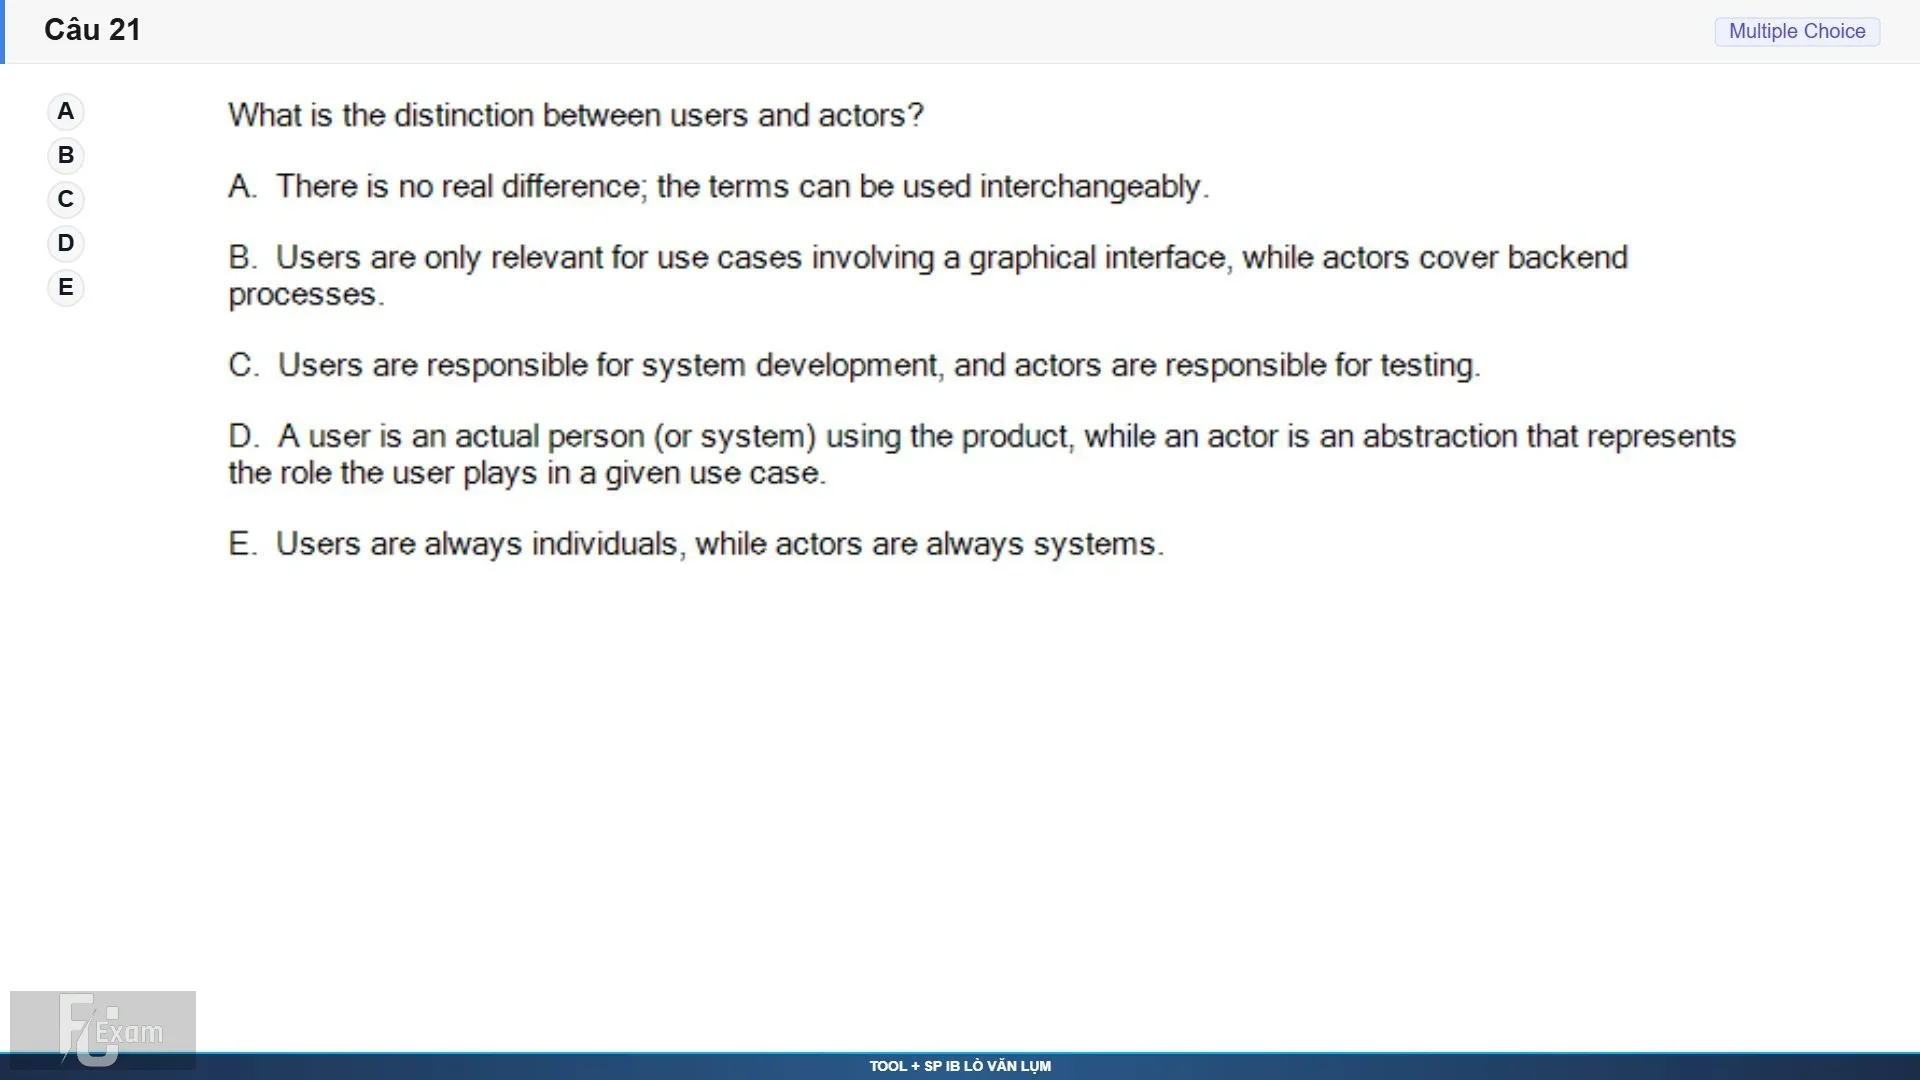 Câu 21
Multiple Choice
A
B
C
D
E
What is the distinction between users and actors?
A. There is no real difference; the terms can be used interchangeably.
B. Users are only relevant for use cases involving a graphical interface, while actors cover backend
processes.
C. Users are responsible for system development, and actors are responsible for testing.
D. A user is an actual person (or system) using the product, while an actor is an abstraction that represents
the role the user plays in a given use case.
E. Users are always individuals, while actors are always systems.
FU Exam
TOOL + SP IB LÒ VĂN LỤM